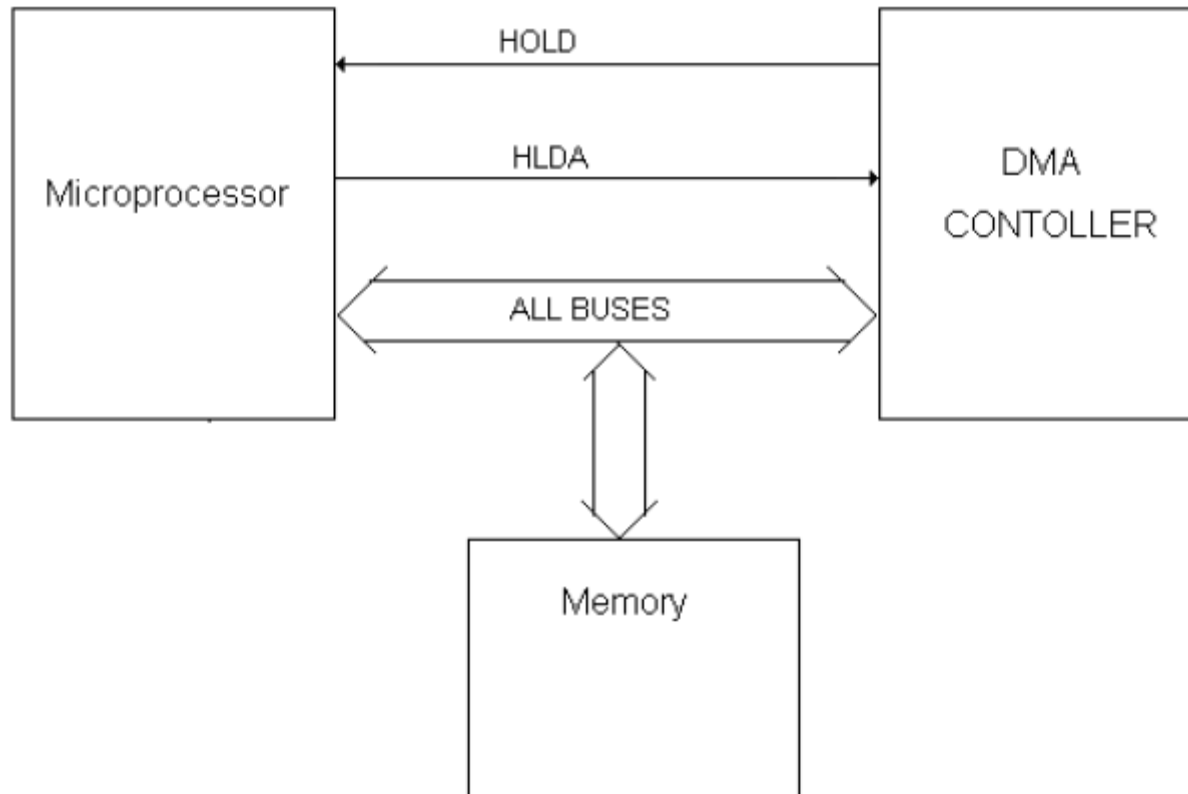 HOLD
HLDA
Microprocessor
DMA
CONTOLLER
ALL BUSES
Memory